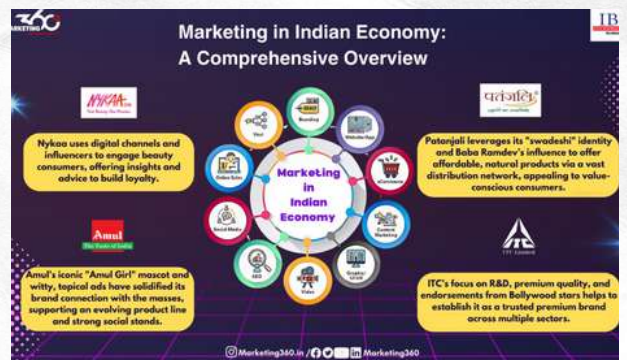 360
MARKETING
Marketing in Indian Economy:
A Comprehensive Overview
IB
NYKAA
Nykaa uses digital channels and
influencers to engage beauty
consumers, offering insights and
advice to build loyalty.
Amul
The Taste of India
Amul's iconic "Amul Girl" mascot and
witty, topical ads have solidified its
brand connection with the masses,
supporting an evolving product line
and strong social stands.
Branding
Website/App
eCommerce
Content
Marketing
Graphic/
Video
SEO
Social Media
Online Sales
Marketing
in
Indian
Economy
पतंजलि
Patanjali leverages its "swadeshi" identity
and Baba Ramdev's influence to offer
affordable, natural products via a vast
distribution network, appealing to value-
conscious consumers.
ITC Limited
ITC's focus on R&D, premium quality, and
endorsements from Bollywood stars helps to
establish it as a trusted premium brand
across multiple sectors.
Marketing360.in / Marketing360